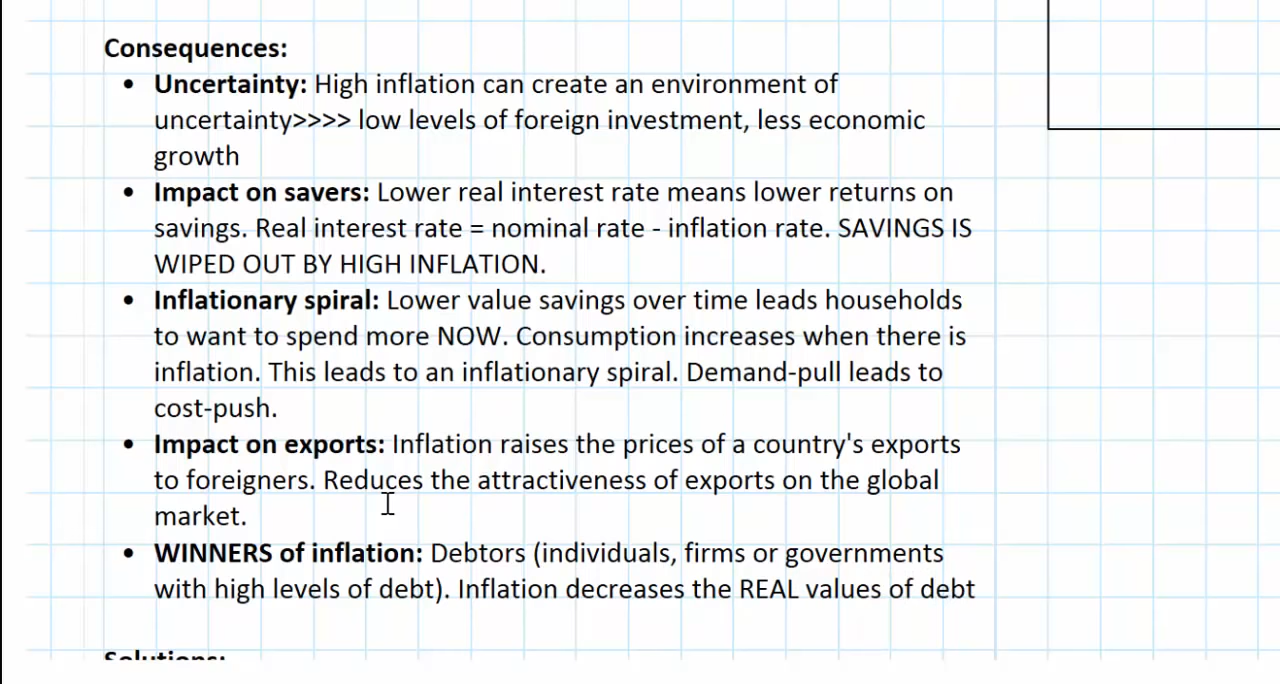 Consequences:
• Uncertainty: High inflation can create an environment of
uncertainty>>>> low levels of foreign investment, less economic
growth
• Impact on savers: Lower real interest rate means lower returns on
savings. Real interest rate = nominal rate - inflation rate. SAVINGS IS
WIPED OUT BY HIGH INFLATION.
• Inflationary spiral: Lower value savings over time leads households
to want to spend more NOW. Consumption increases when there is
inflation. This leads to an inflationary spiral. Demand-pull leads to
cost-push.
• Impact on exports: Inflation raises the prices of a country's exports
to foreigners. Reduces the attractiveness of exports on the global
market.
• WINNERS of inflation: Debtors (individuals, firms or governments
with high levels of debt). Inflation decreases the REAL values of debt
Solutions: